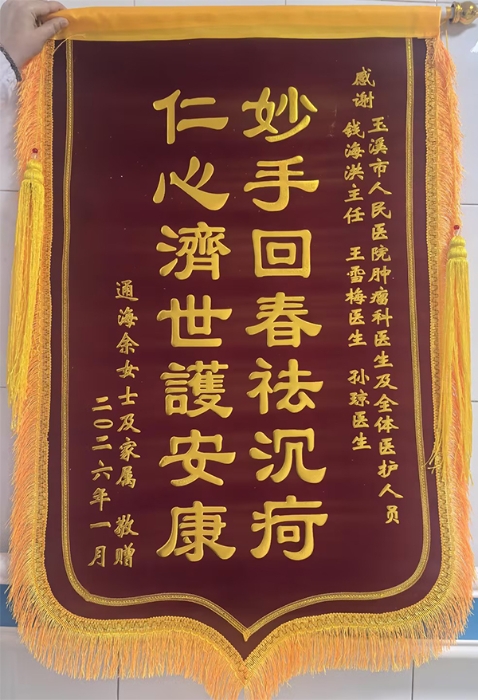 感谢 玉溪市人民医院肿瘤科医生及全体医护人员
钱海洪主任 王雪梅医生 孙琼医生
妙手回春祛沉疴
仁心濟世護安康
通海余女士及家属 敬赠
二〇二六年一月